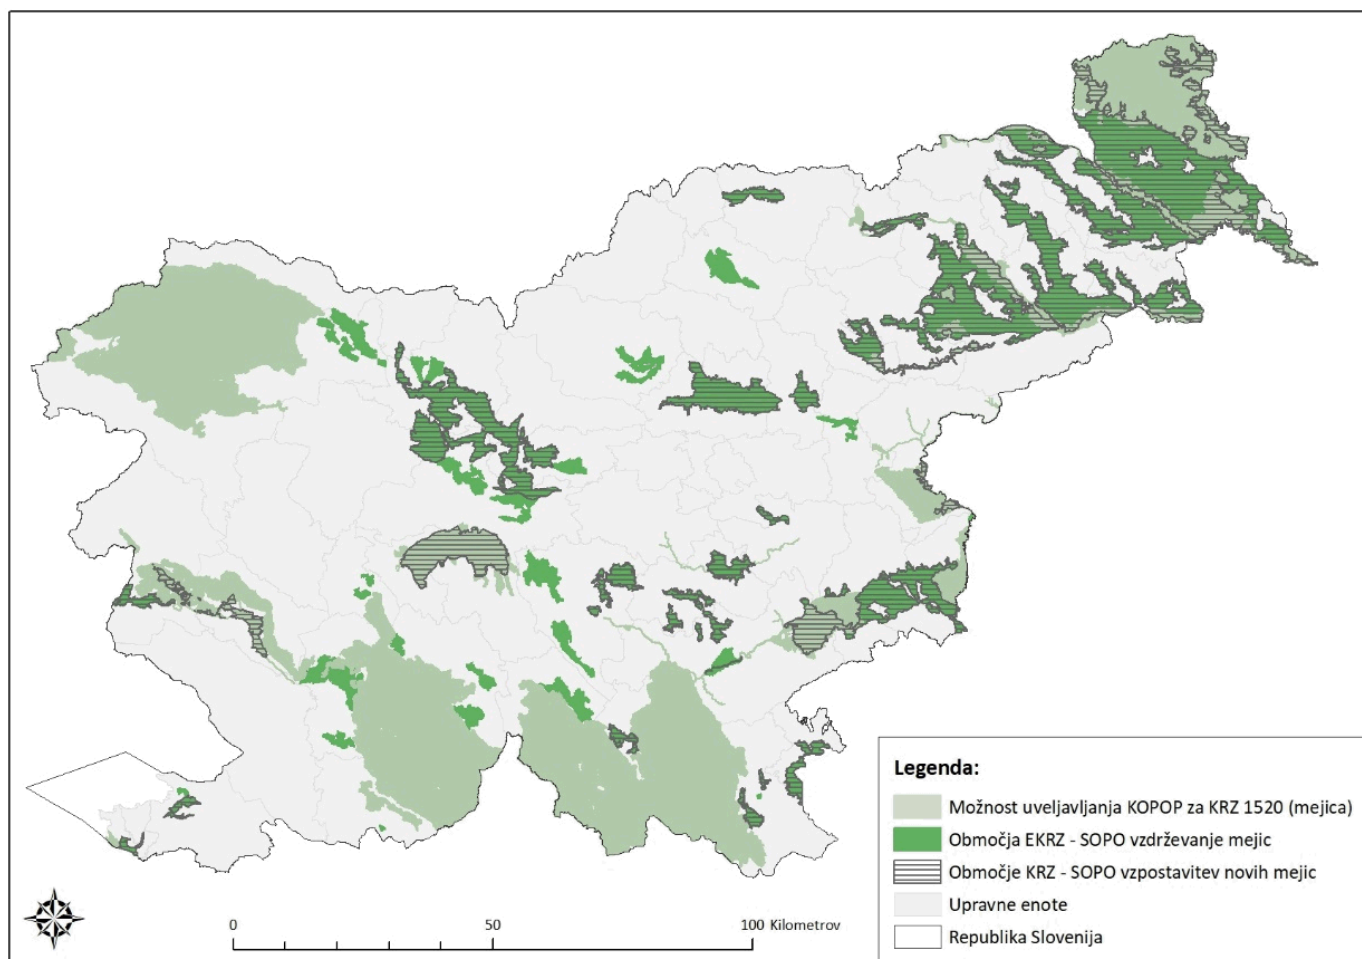 Legenda:
Možnost uveljavljanja KOPOP za KRZ 1520 (mejica)
Območja EKRZ - SOPO vzdrževanje mejic
Območje KRZ - SOPO vzpostavitev novih mejic
Upravne enote
Republika Slovenija
0 50 100 Kilometrov